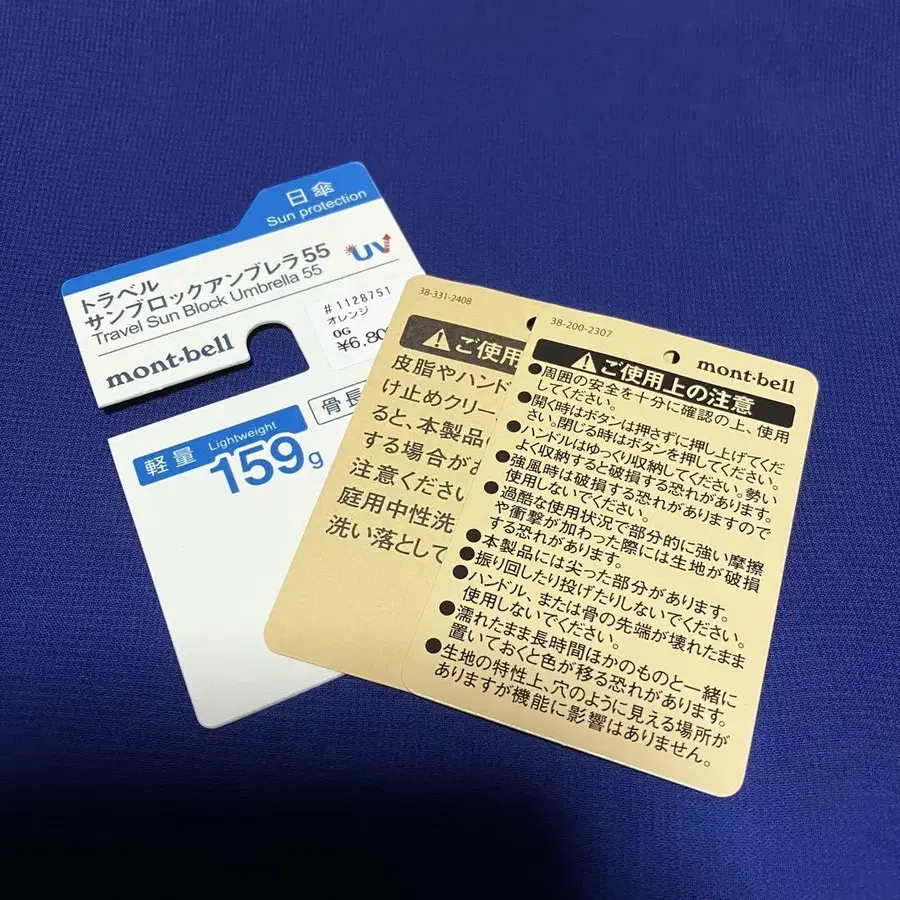 日傘
Sun protection
トラベル
サンブロックアンブレラ55
Travel Sun Block Umbrella 55
UV
mont-bell
#1128751
オレンジ
OG
¥6,80
軽量 Lightweight
159g
骨長
38-331-2408
ご使用
皮脂やハンド
け止めクリー
ると、本製品
する場合があ
注意ください
庭用中性洗
洗い落として
38-200-2307
mont-bell
ご使用上の注意
●周囲の安全を十分に確認の上、使用
してください。
●開く時はボタンは押さずに押し上げてくだ
さい。閉じる時はボタンを押してください。
●ハンドルはゆっくり収納してください。勢い
よく収納すると破損する恐れがあります。
●強風時は破損する恐れがありますので
使用しないでください。
●過酷な使用状況で部分的に強い摩擦
や衝撃が加わった際には生地が破損
する恐れがあります。
●本製品には尖った部分があります。
●振り回したり投げたりしないでください。
●ハンドル、または骨の先端が壊れたまま
使用しないでください。
●濡れたまま長時間ほかのものと一緒に
置いておくと色が移る恐れがあります。
●生地の特性上、穴のように見える場所が
ありますが機能に影響はありません。